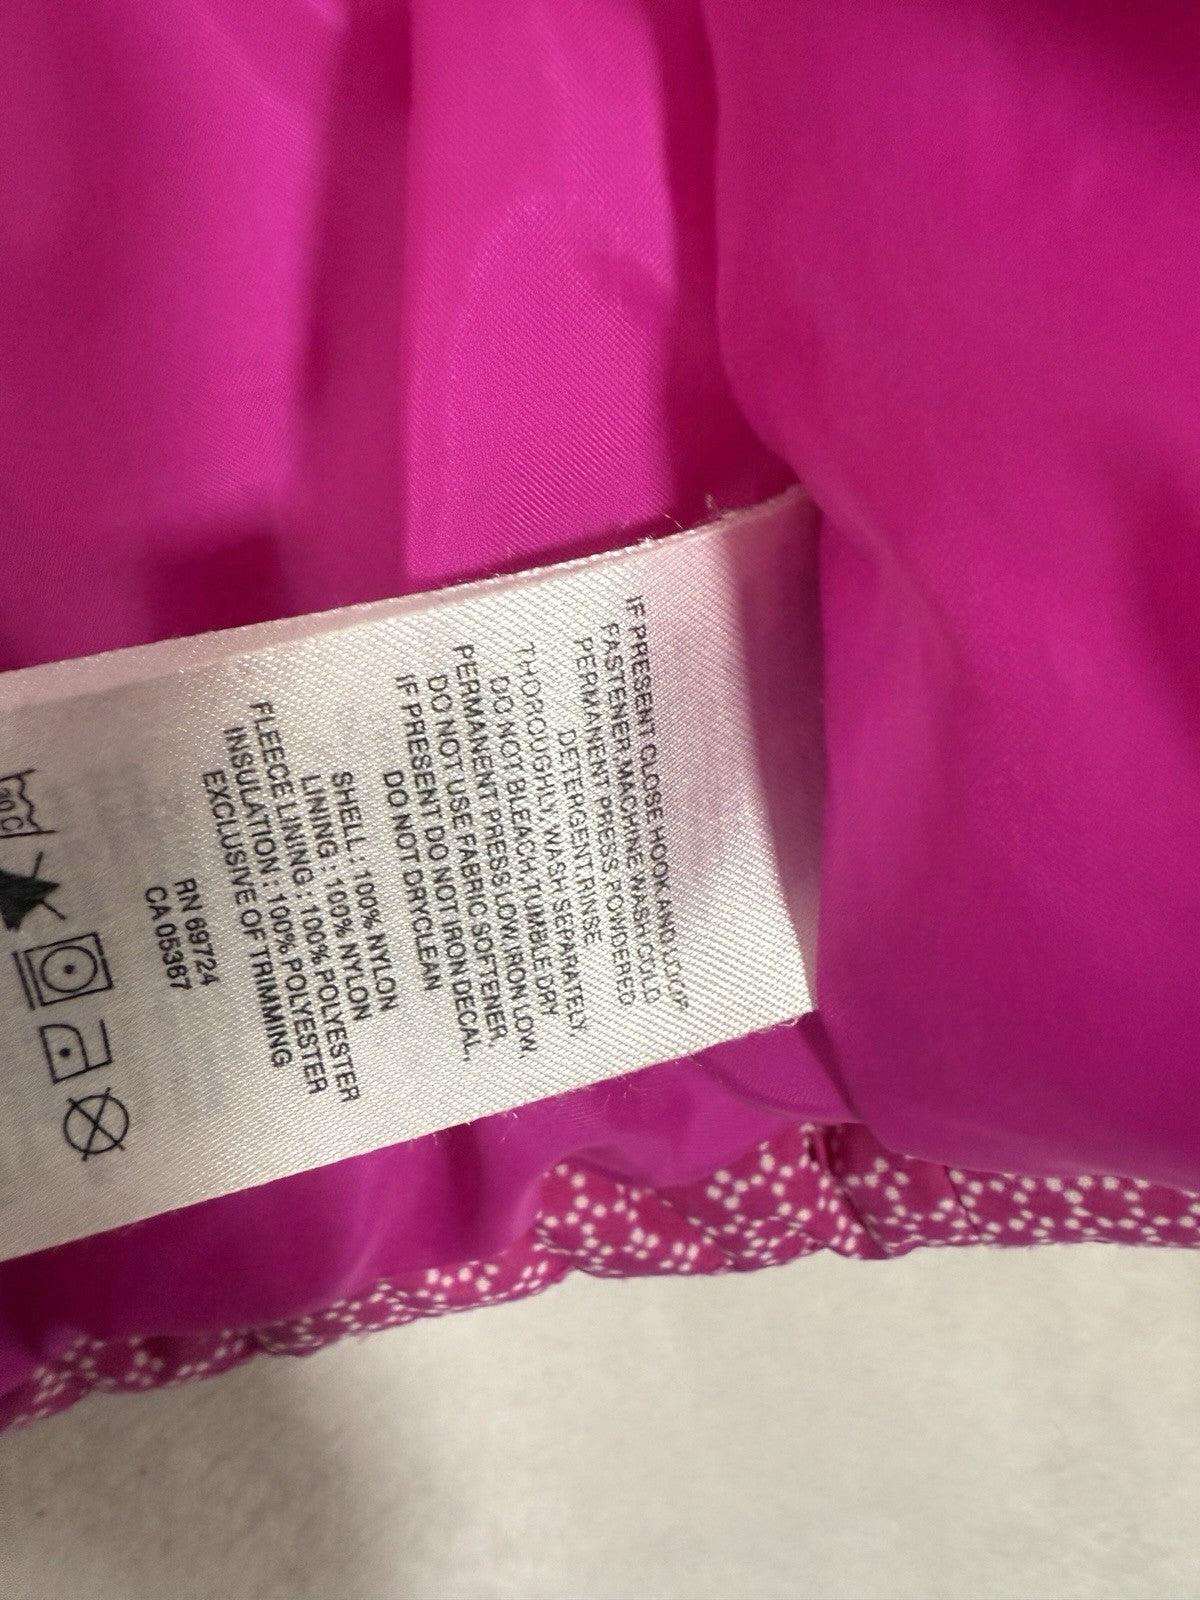 IF PRESENT CLOSE HOOK AND LOOP
FASTENER, MACHINE WASH COLD
PERMANENT PRESS, POWDERED
DETERGENT, RINSE
THOROUGHLY, WASH SEPARATELY,
DO NOT BLEACH, TUMBLE DRY
PERMANENT PRESS LOW, IRON LOW,
DO NOT USE FABRIC SOFTENER,
IF PRESENT DO NOT IRON DECAL,
DO NOT DRYCLEAN
SHELL : 100% NYLON
LINING : 100% NYLON
FLEECE LINING : 100% POLYESTER
INSULATION : 100% POLYESTER
EXCLUSIVE OF TRIMMING
RN 69724
CA 05367
30 C